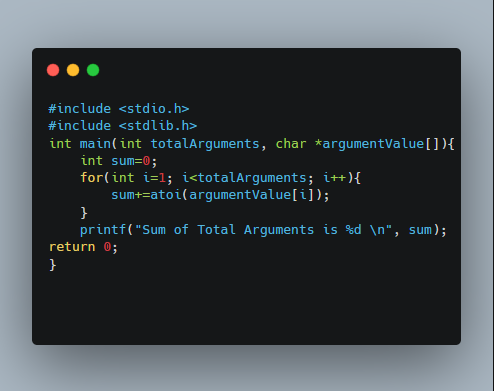 #include <stdio.h>
#include <stdlib.h>
int main(int totalArguments, char *argumentValue[]){
    int sum=0;
    for(int i=1; i<totalArguments; i++){
        sum+=atoi(argumentValue[i]);
    }
    printf("Sum of Total Arguments is %d \n", sum);
return 0;
}